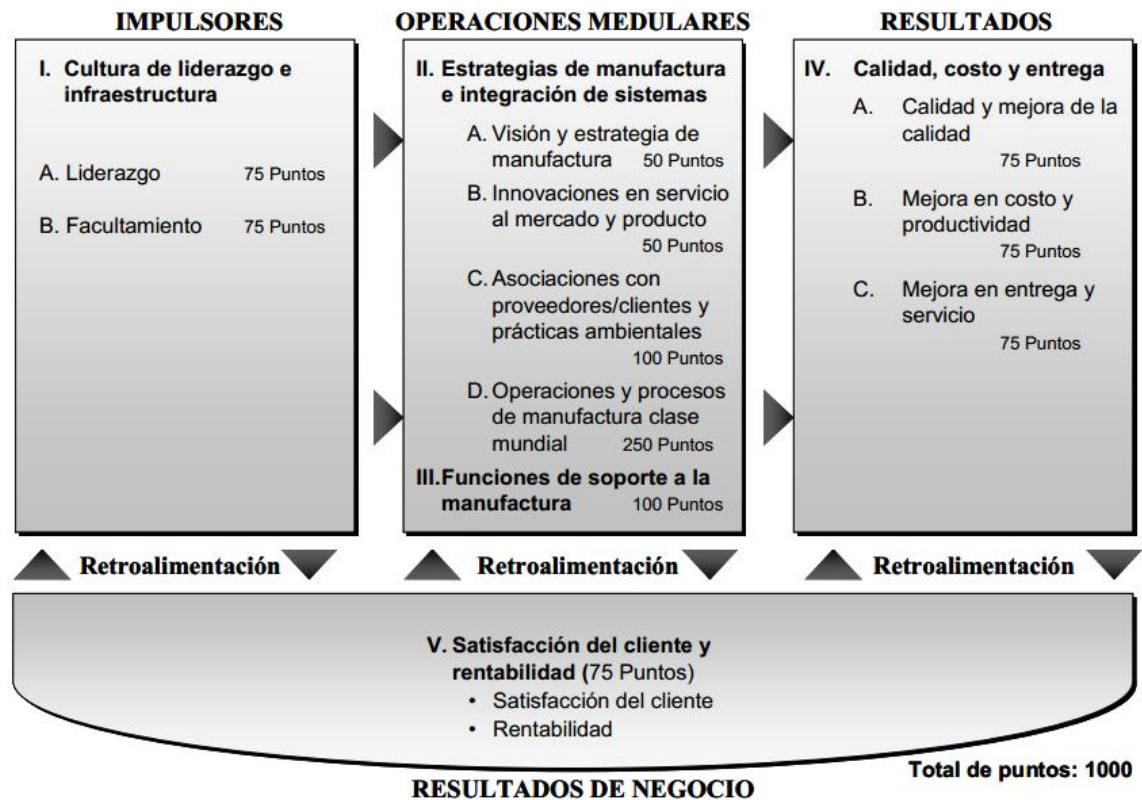 IMPULSORES
I. Cultura de liderazgo e
infraestructura
A. Liderazgo 75 Puntos
B. Facultamiento 75 Puntos
OPERACIONES MEDULARES
II. Estrategias de manufactura
e integración de sistemas
A. Visión y estrategia de
manufactura 50 Puntos
B. Innovaciones en servicio
al mercado y producto
50 Puntos
C. Asociaciones con
proveedores/clientes y
prácticas ambientales
100 Puntos
D. Operaciones y procesos
de manufactura clase
mundial 250 Puntos
III.Funciones de soporte a la
manufactura 100 Puntos
RESULTADOS
IV. Calidad, costo y entrega
A. Calidad y mejora de la
calidad
75 Puntos
B. Mejora en costo y
productividad
75 Puntos
C. Mejora en entrega y
servicio
75 Puntos
Retroalimentación
Retroalimentación
Retroalimentación
V. Satisfacción del cliente y
rentabilidad (75 Puntos)
• Satisfacción del cliente
• Rentabilidad
Total de puntos: 1000
RESULTADOS DE NEGOCIO